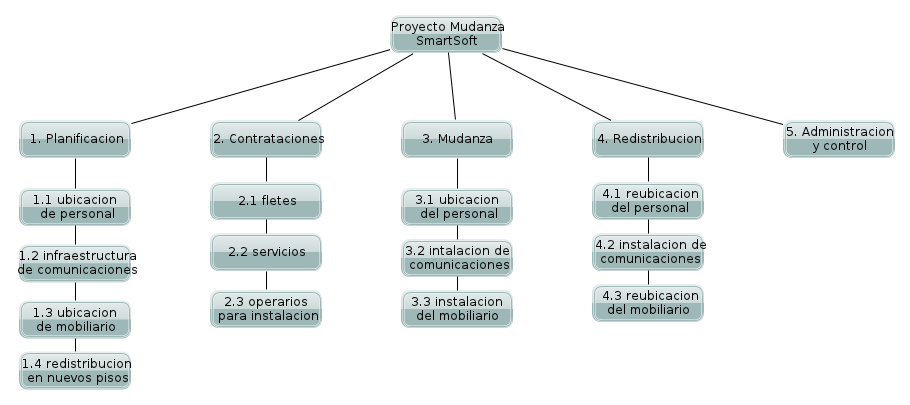 Proyecto Mudanza
SmartSoft
1. Planificacion
2. Contrataciones
3. Mudanza
4. Redistribucion
5. Administracion
y control
1.1 ubicacion
de personal
1.2 infraestructura
de comunicaciones
1.3 ubicacion
de mobiliario
1.4 redistribucion
en nuevos pisos
2.1 fletes
2.2 servicios
2.3 operarios
para instalacion
3.1 ubicacion
del personal
3.2 intalacion de
comunicaciones
3.3 instalacion
del mobiliario
4.1 reubicacion
del personal
4.2 instalacion de
comunicaciones
4.3 reubicacion
del mobiliario